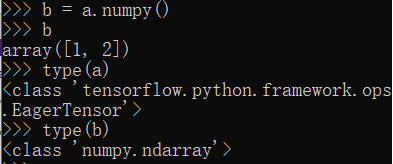 >>> b = a.numpy()
>>> b
array([1, 2])
>>> type(a)
<class 'tensorflow.python.framework.ops
.EagerTensor'>
>>> type(b)
<class 'numpy.ndarray'>